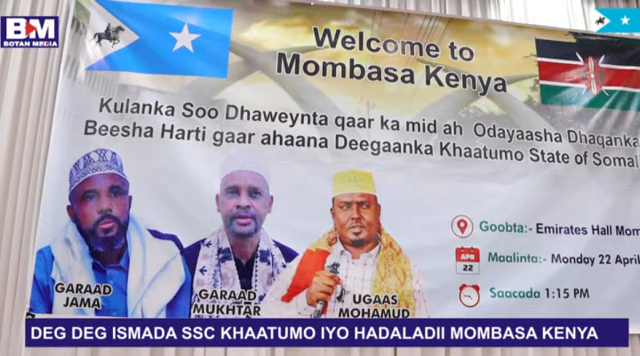 BM
BOTAN MEDIA
Welcome to
Mombasa Kenya
Kulanka Soo Dhaweynta qaar ka mid ah Odayaasha Dhaqanka
Beesha Harti gaar ahaana Deegaanka Khaatumo State of Somal
Goobta:- Emirates Hall Mom
APR
22
Maalinta:- Monday 22 April
Saacada 1:15 PM
GARAAD
JAMA
GARAAD
MUKHTAR
UGAAS
MOHAMUD
DEG DEG ISMADA SSC KHAATUMO IYO HADALADII MOMBASA KENYA